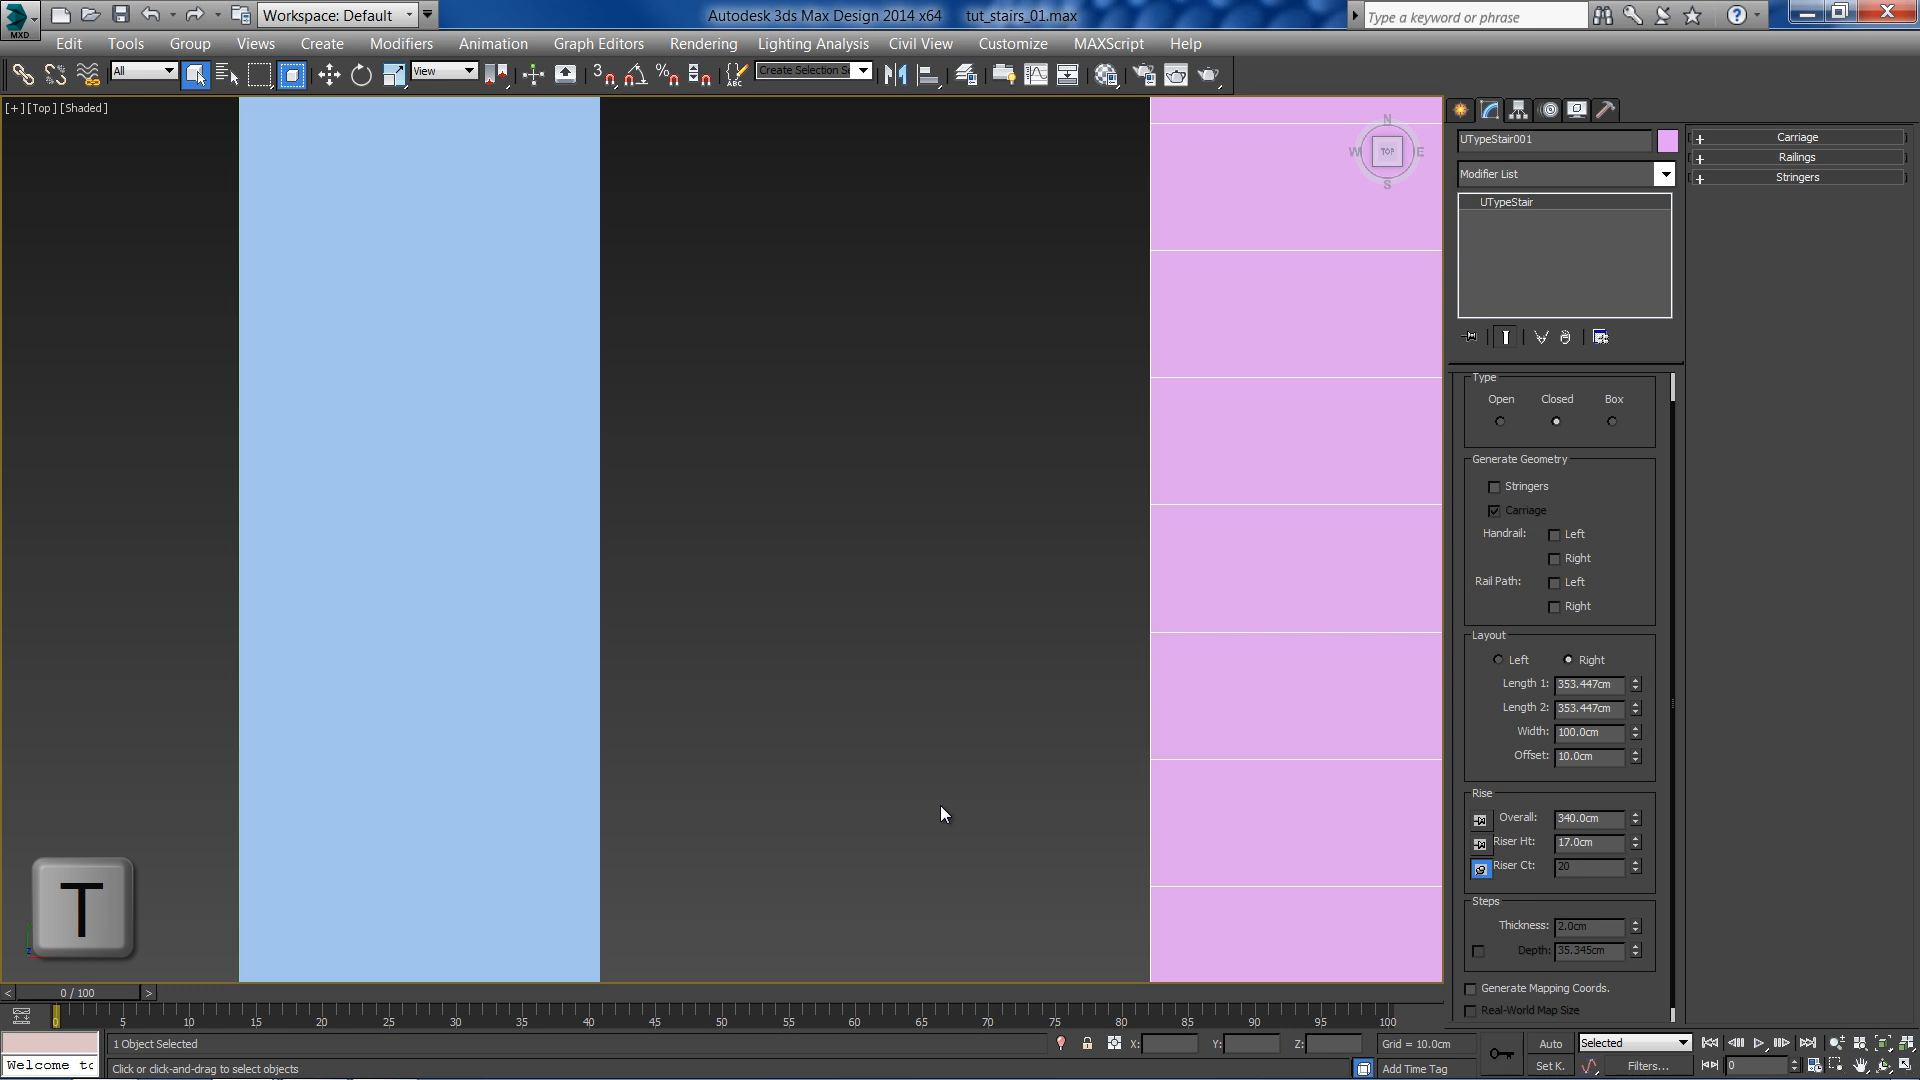 MXD
Workspace: Default
Autodesk 3ds Max Design 2014 x64 tut_stairs_01.max
Type a keyword or phrase
Edit Tools Group Views Create Modifiers Animation Graph Editors Rendering Lighting Analysis Civil View Customize MAXScript Help
All
View
3
%
ABC
Create Selection S
[+][Top][Shaded]
N
W TOP E
S
UTypeStair001
Modifier List
UTypeStair
+ Carriage
+ Railings
+ Stringers
Type
Open Closed Box
Generate Geometry
Stringers
Carriage
Handrail: Left
Right
Rail Path: Left
Right
Layout
Left Right
Length 1: 353.447cm
Length 2: 353.447cm
Width: 100.0cm
Offset: 10.0cm
Rise
Overall: 340.0cm
Riser Ht: 17.0cm
Riser Ct: 20
Steps
Thickness: 2.0cm
Depth: 35.345cm
Generate Mapping Coords.
Real-World Map Size
T
< 0 / 100 >
0 5 10 15 20 25 30 35 40 45 50 55 60 65 70 75 80 85 90 95 100
1 Object Selected
X: Y: Z: Grid = 10.0cm
Auto Selected
Welcome to
Click or click-and-drag to select objects
Add Time Tag
Set K. Filters... 0